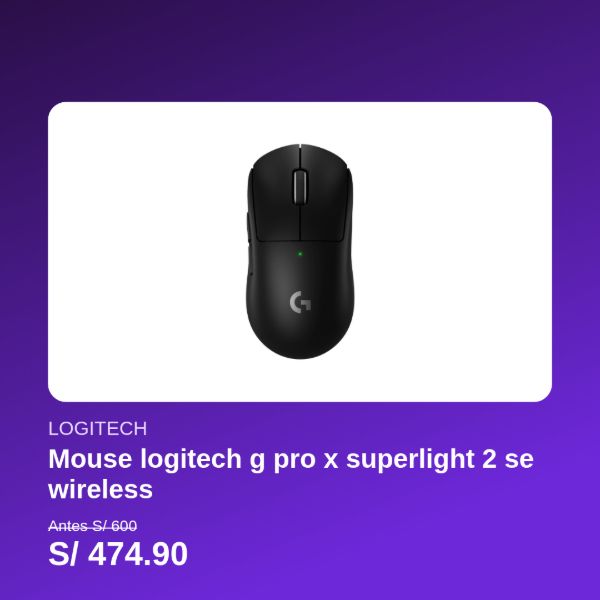 LOGITECH
Mouse logitech g pro x superlight 2 se
wireless
Antes S/ 600
S/ 474.90